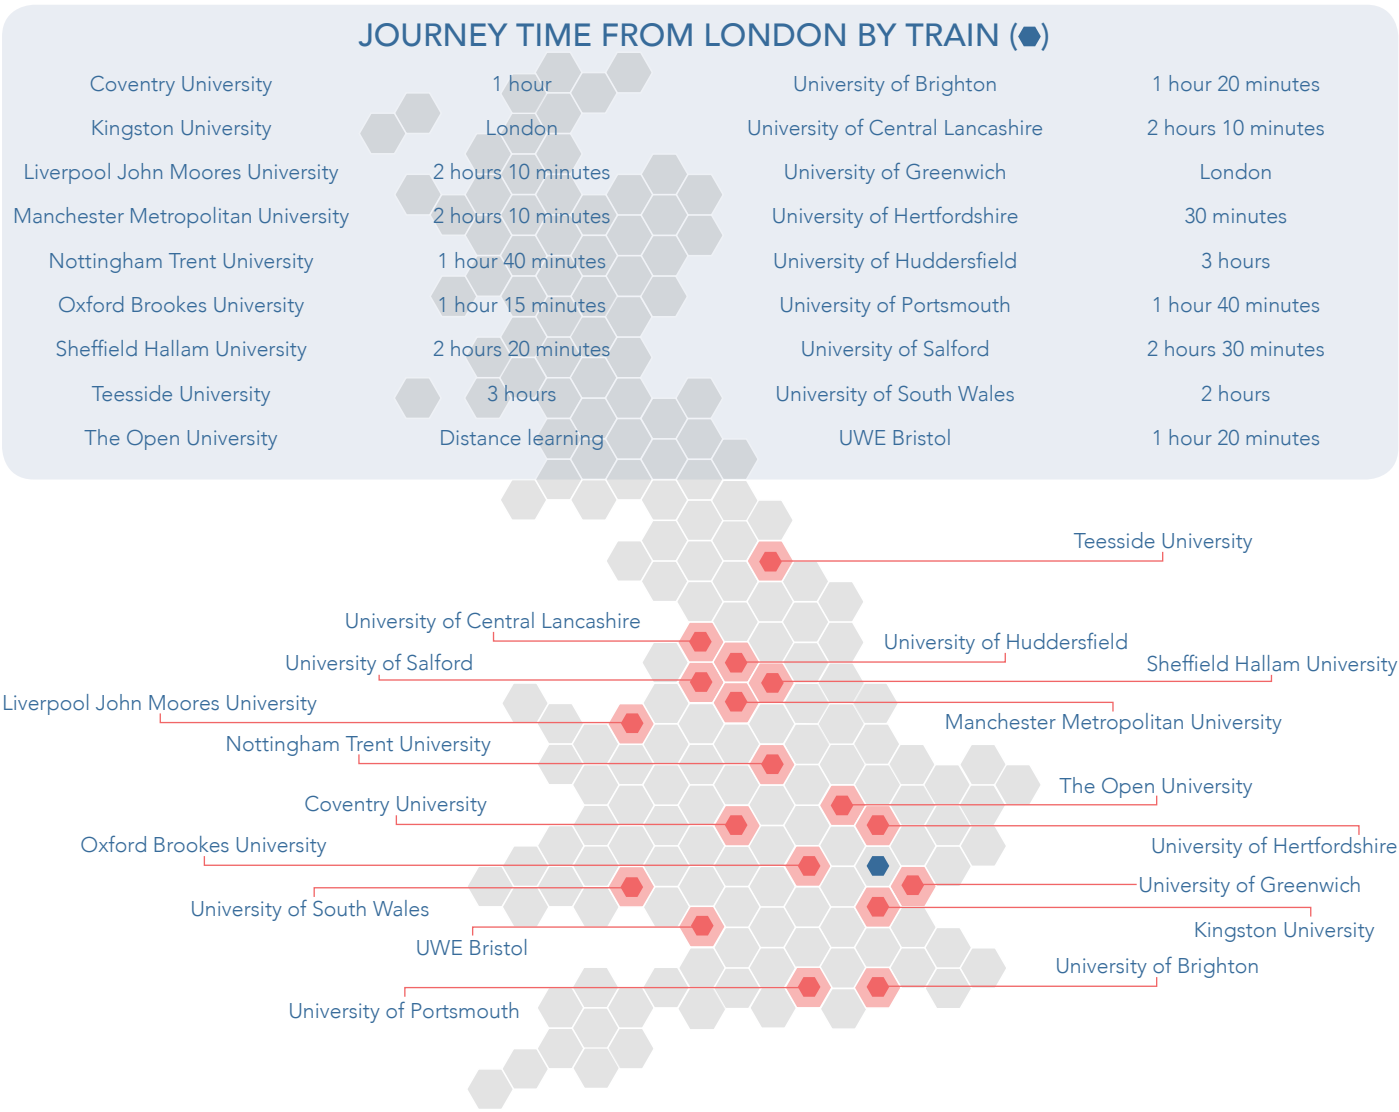 JOURNEY TIME FROM LONDON BY TRAIN ( )
Coventry University 1 hour University of Brighton 1 hour 20 minutes
Kingston University London University of Central Lancashire 2 hours 10 minutes
Liverpool John Moores University 2 hours 10 minutes University of Greenwich London
Manchester Metropolitan University 2 hours 10 minutes University of Hertfordshire 30 minutes
Nottingham Trent University 1 hour 40 minutes University of Huddersfield 3 hours
Oxford Brookes University 1 hour 15 minutes University of Portsmouth 1 hour 40 minutes
Sheffield Hallam University 2 hours 20 minutes University of Salford 2 hours 30 minutes
Teesside University 3 hours University of South Wales 2 hours
The Open University Distance learning UWE Bristol 1 hour 20 minutes
Teesside University
University of Central Lancashire
University of Huddersfield
University of Salford
Sheffield Hallam University
Liverpool John Moores University
Manchester Metropolitan University
Nottingham Trent University
The Open University
Coventry University
Oxford Brookes University
University of Hertfordshire
University of Greenwich
University of South Wales
Kingston University
UWE Bristol
University of Brighton
University of Portsmouth